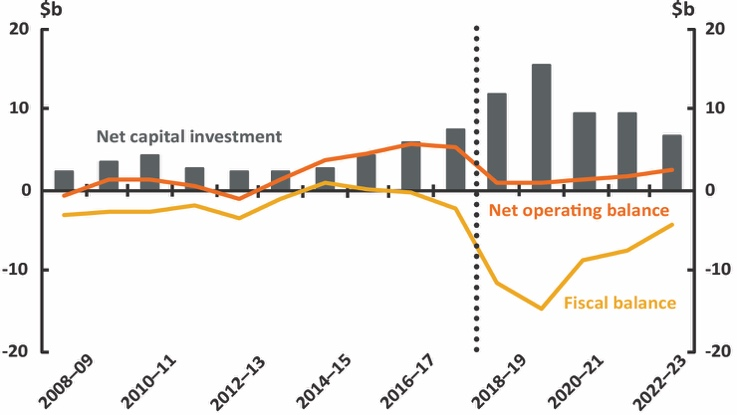 $b $b
20 20
10 10
Net capital investment
0 0
Net operating balance
-10 -10
Fiscal balance
-20 -20
2008–09 2010–11 2012–13 2014–15 2016–17 2018–19 2020–21 2022–23